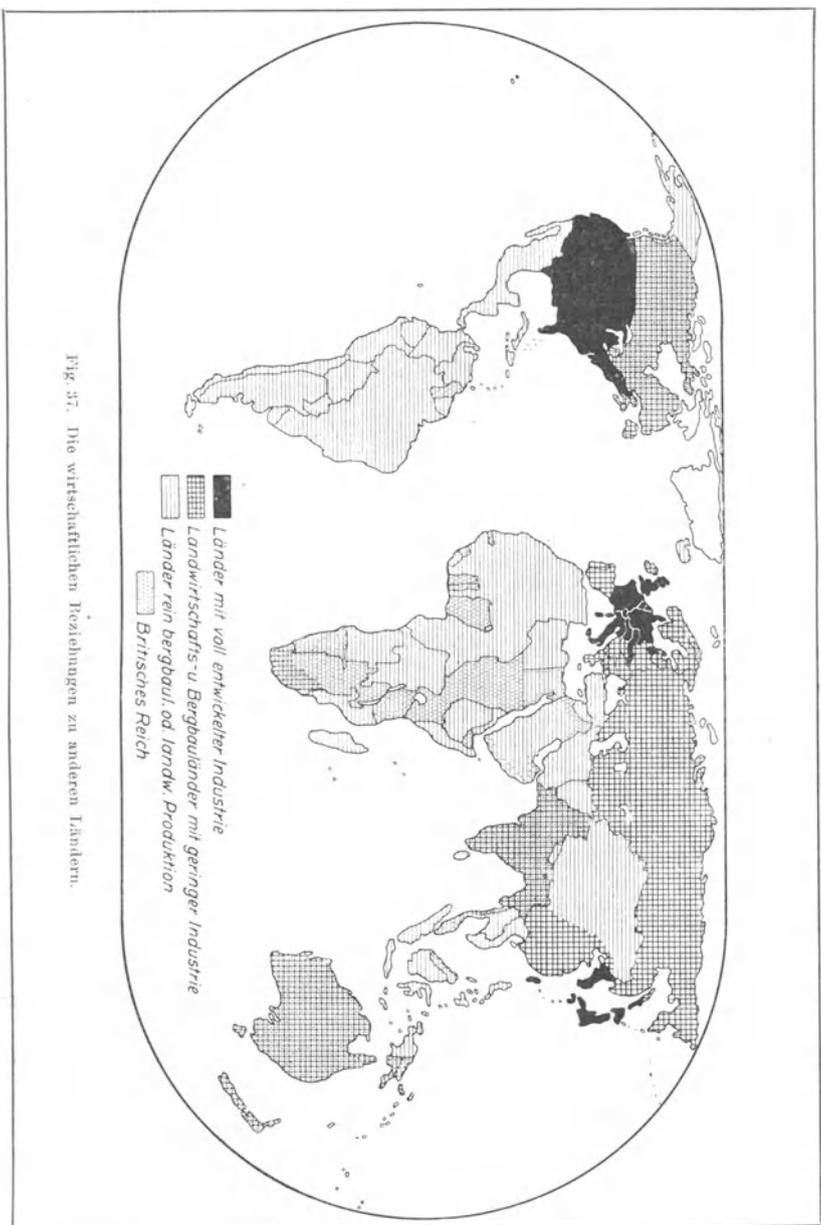 Länder mit voll entwickelter Industrie
Landwirtschafts- u. Bergbauländer mit geringer Industrie
Länder rein bergbaul. od. landw. Produktion
Britisches Reich
Fig. 37. Die wirtschaftlichen Beziehungen zu anderen Ländern.